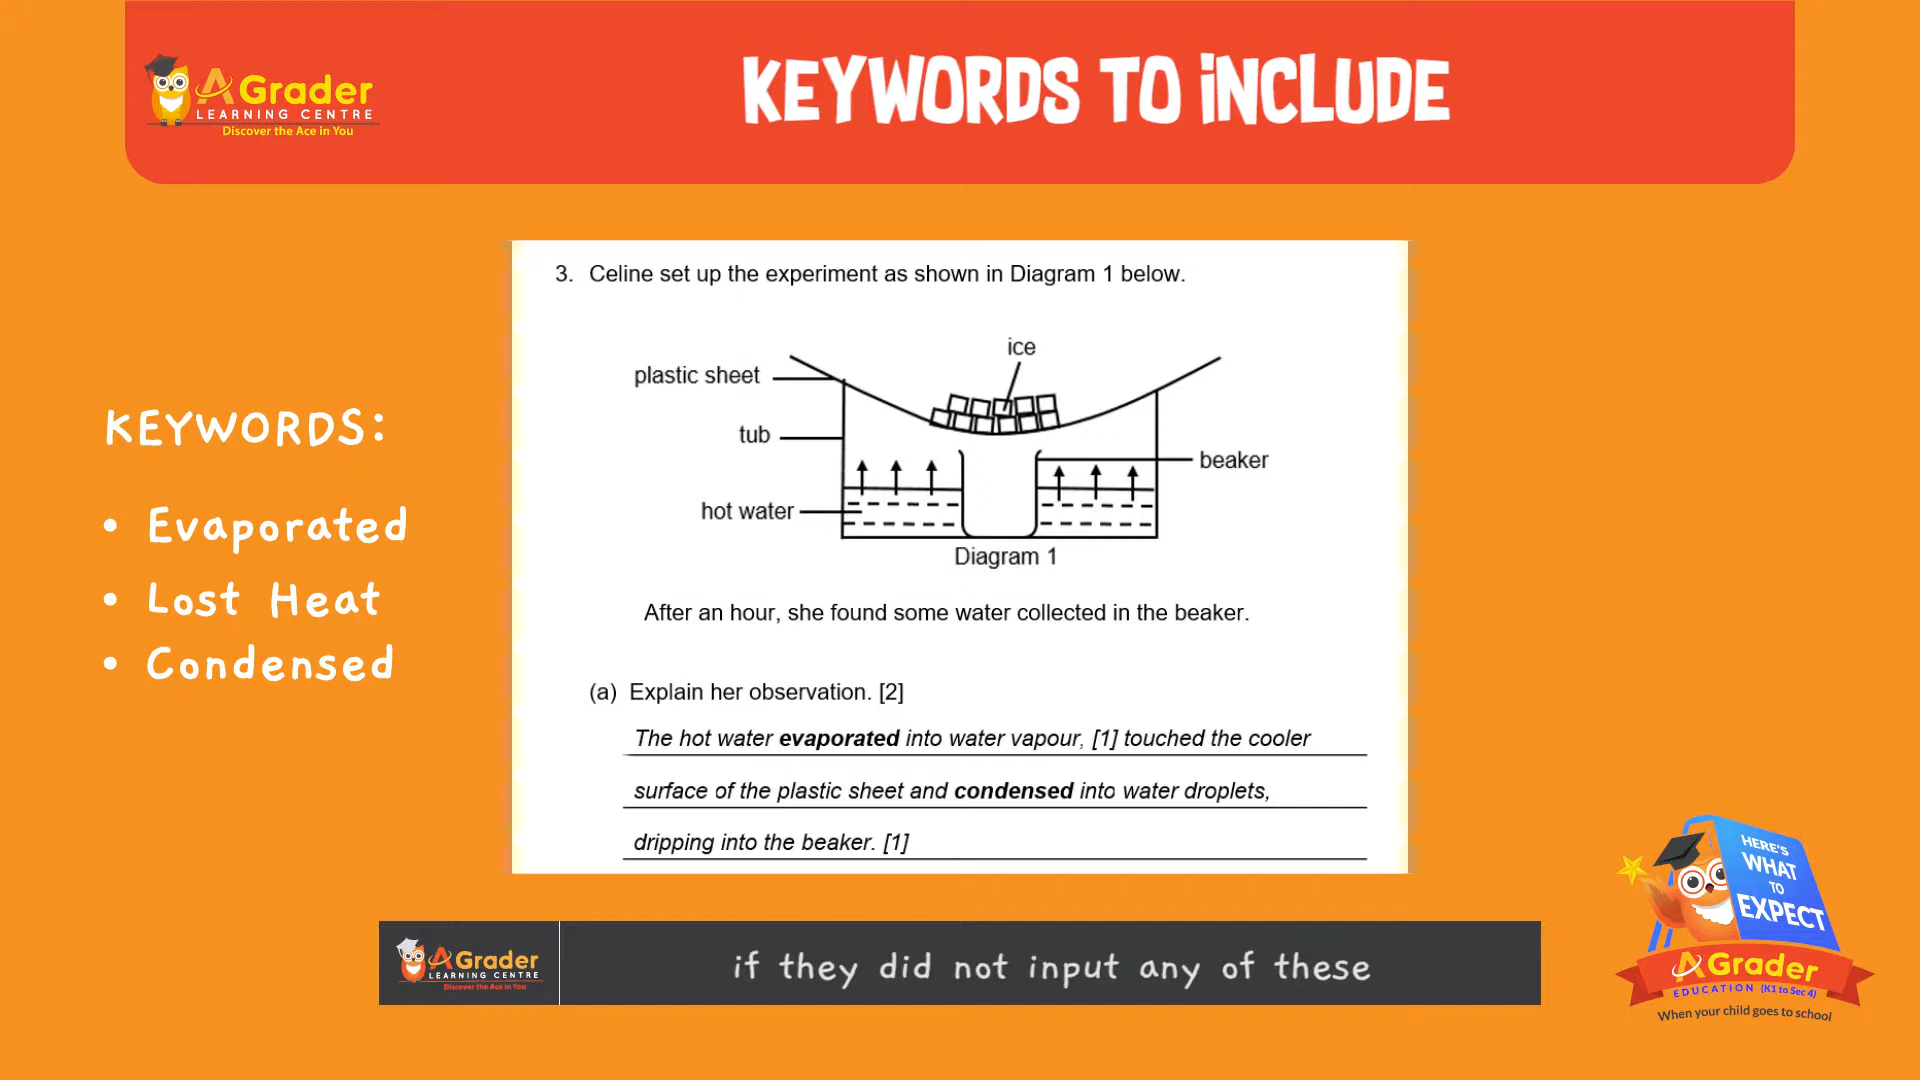 A Grader
LEARNING CENTRE
Discover the Ace in You
KEYWORDS TO iNCLUDE
KEYWORDS:
• Evaporated
• Lost Heat
• Condensed
3. Celine set up the experiment as shown in Diagram 1 below.
ice
plastic sheet
tub
beaker
hot water
Diagram 1
After an hour, she found some water collected in the beaker.
(a) Explain her observation. [2]
The hot water evaporated into water vapour, [1] touched the cooler
surface of the plastic sheet and condensed into water droplets,
dripping into the beaker. [1]
A Grader
LEARNING CENTRE
Discover the Ace in You
if they did not input any of these
HERE'S
WHAT
TO
EXPECT
A Grader
EDUCATION (K1 to Sec 4)
When your child goes to school